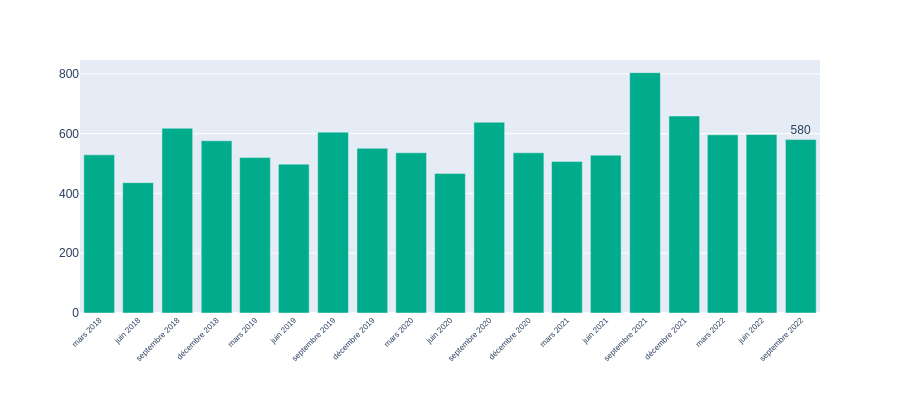 800
600
400
200
0
580
mars 2018
juin 2018
septembre 2018
décembre 2018
mars 2019
juin 2019
septembre 2019
décembre 2019
mars 2020
juin 2020
septembre 2020
décembre 2020
mars 2021
juin 2021
septembre 2021
décembre 2021
mars 2022
juin 2022
septembre 2022